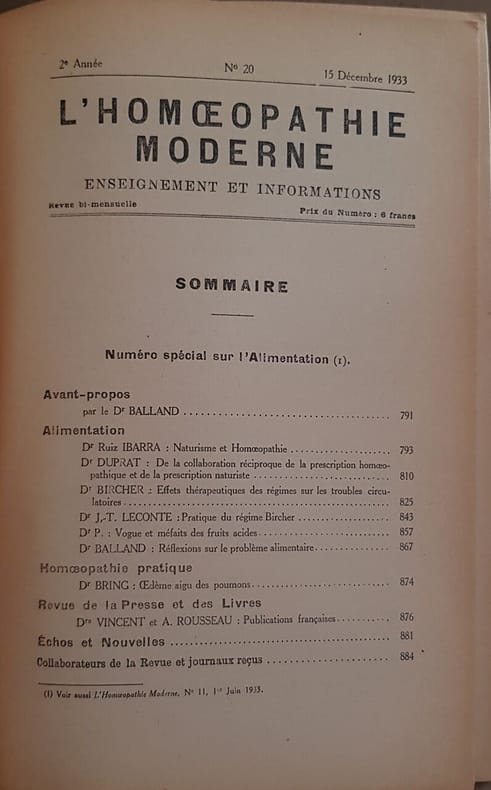 2e Année No 20 15 Décembre 1933
L'HOMŒOPATHIE
MODERNE
ENSEIGNEMENT ET INFORMATIONS
Revue bi-mensuelle Prix du Numéro : 6 francs
SOMMAIRE
Numéro spécial sur l'Alimentation (1).
Avant-propos
par le Dr BALLAND ........................................ 791
Alimentation
Dr Ruiz IBARRA : Naturisme et Homœopathie .................... 793
Dr DUPRAT : De la collaboration réciproque de la prescription homœo-
pathique et de la prescription naturiste .......................... 810
Dr BIRCHER : Effets thérapeutiques des régimes sur les troubles circu-
latoires .................................................. 825
Dr J.-T. LECONTE : Pratique du régime Bircher .................. 843
Dr P. : Vogue et méfaits des fruits acides ........................ 857
Dr BALLAND : Réflexions sur le problème alimentaire .............. 867
Homœopathie pratique
Dr BRING : Œdème aigu des poumons .......................... 874
Revue de la Presse et des Livres
Drs VINCENT et A. ROUSSEAU : Publications françaises .......... 876
Échos et Nouvelles ........................................ 881
Collaborateurs de la Revue et journaux reçus ...................... 884
(1) Voir aussi L'Homœopathie Moderne, No 11, 1er Juin 1933.